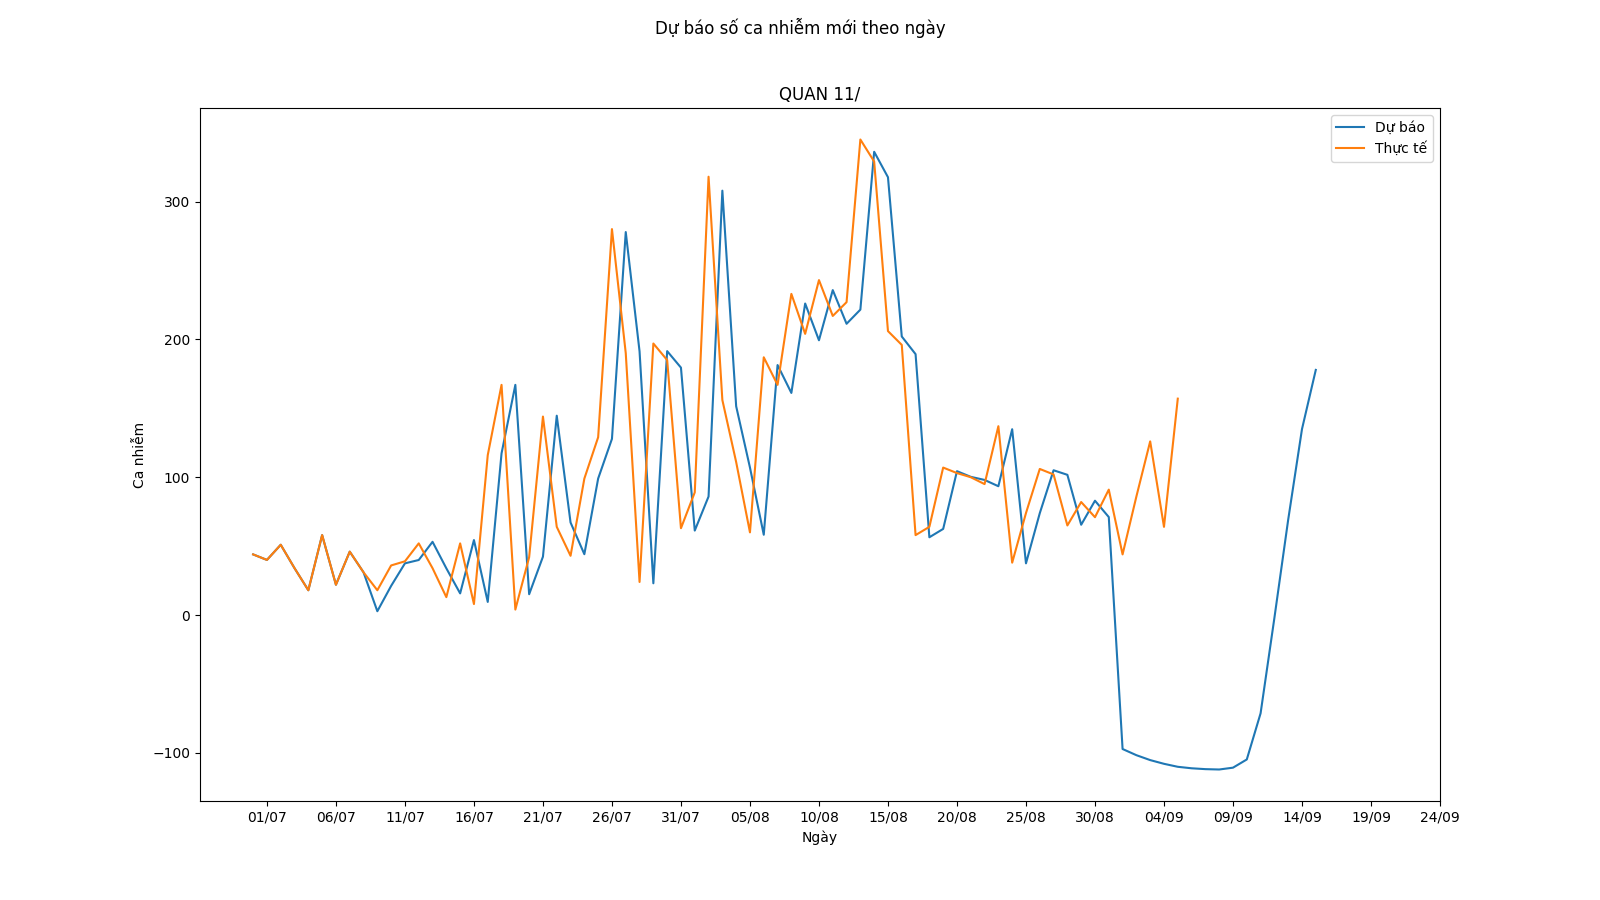 Dự báo số ca nhiễm mới theo ngày
QUAN 11/
Dự báo
Thực tế
Ca nhiễm
300
200
100
0
−100
01/07 06/07 11/07 16/07 21/07 26/07 31/07 05/08 10/08 15/08 20/08 25/08 30/08 04/09 09/09 14/09 19/09 24/09
Ngày